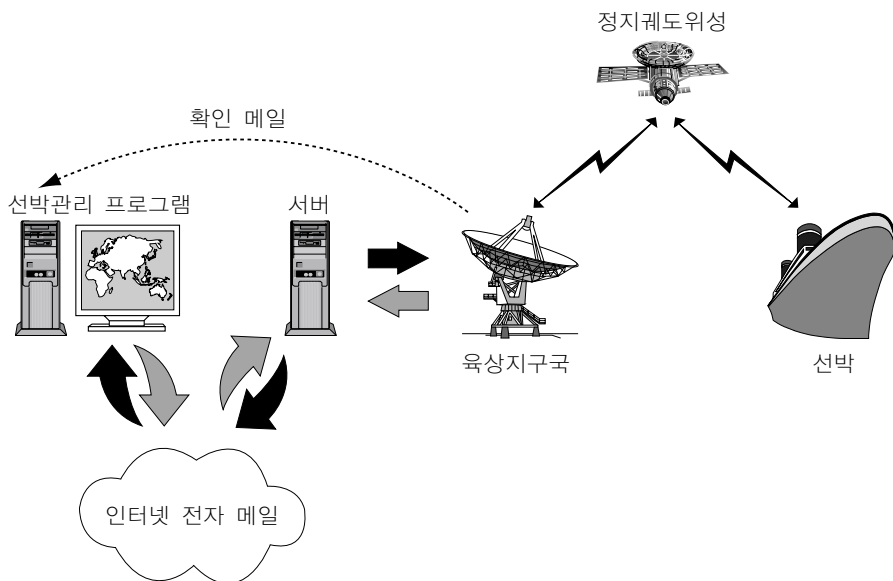 정지궤도위성
확인 메일
선박관리 프로그램
서버
육상지구국
선박
인터넷 전자 메일